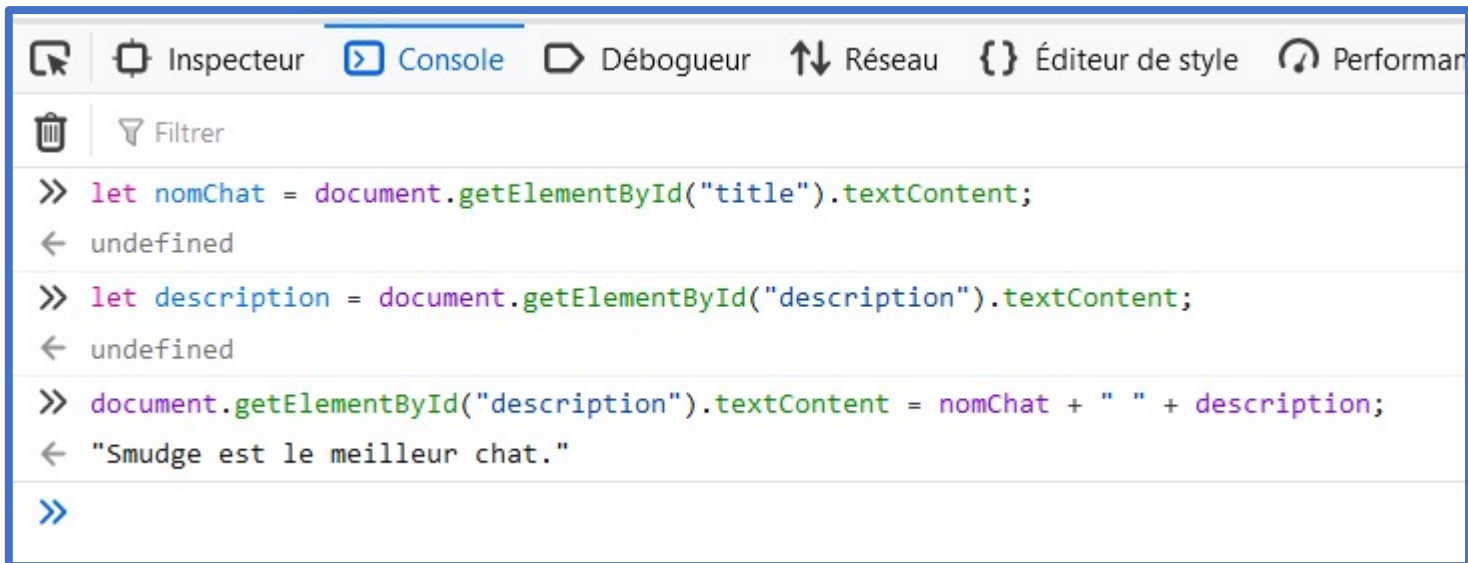 Inspecteur Console Débogueur Réseau {} Éditeur de style Performan
Filtrer
>> let nomChat = document.getElementById("title").textContent;
← undefined
>> let description = document.getElementById("description").textContent;
← undefined
>> document.getElementById("description").textContent = nomChat + " " + description;
← "Smudge est le meilleur chat."
>>